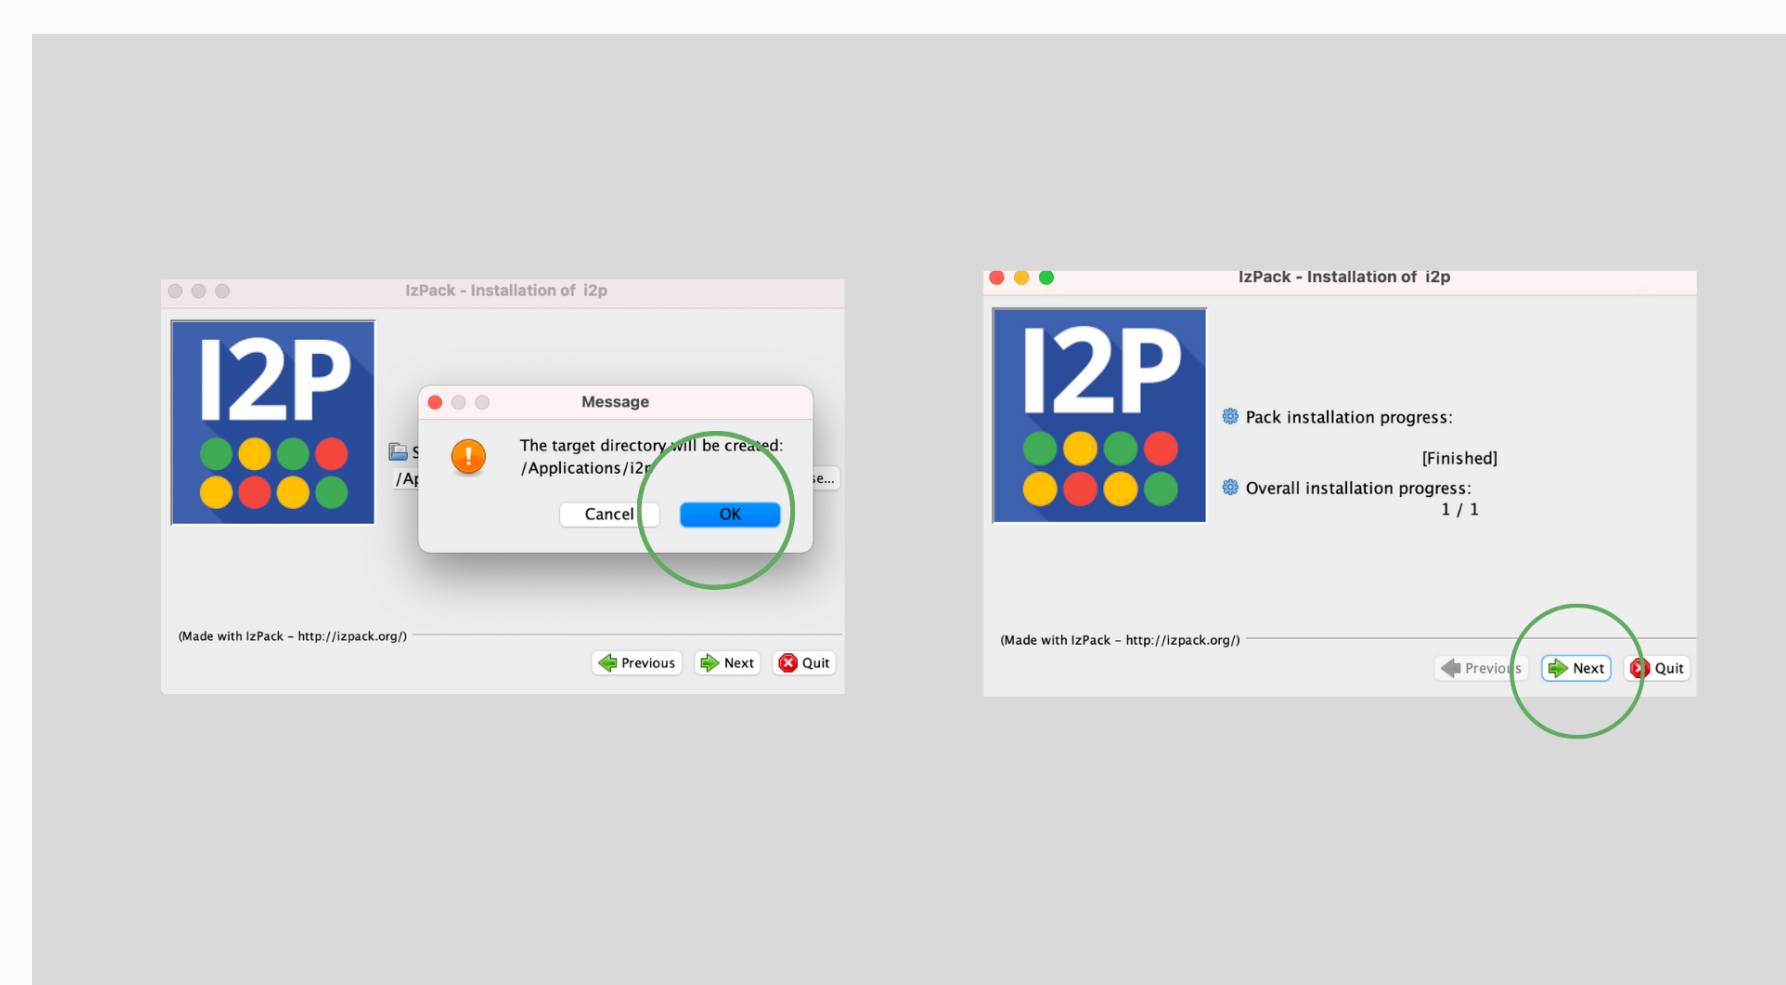 IzPack - Installation of i2p
I2P
Message
The target directory will be created:
/Applications/i2p
Cancel
OK
(Made with IzPack – http://izpack.org/)
Previous
Next
Quit
IzPack - Installation of i2p
I2P
Pack installation progress:
[Finished]
Overall installation progress:
1 / 1
(Made with IzPack – http://izpack.org/)
Previous
Next
Quit